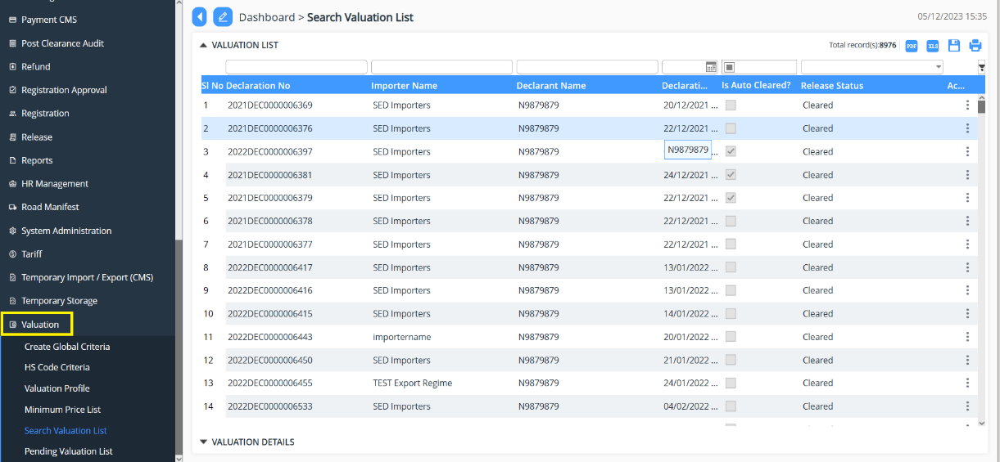 Payment CMS
Post Clearance Audit
Refund
Registration Approval
Registration
Release
Reports
HR Management
Road Manifest
System Administration
Tariff
Temporary Import / Export (CMS)
Temporary Storage
Valuation
Create Global Criteria
HS Code Criteria
Valuation Profile
Minimum Price List
Search Valuation List
Pending Valuation List
Dashboard > Search Valuation List 05/12/2023 15:35
VALUATION LIST Total record(s):8976 PDF XLS
Sl No Declaration No Importer Name Declarant Name Declarati... Is Auto Cleared? Release Status Ac...
1 2021DEC0000006369 SED Importers N9879879 20/12/2021 ... Cleared
2 2021DEC0000006376 SED Importers N9879879 22/12/2021 ... Cleared
3 2022DEC0000006397 SED Importers N9879879 N9879879 ... Cleared
4 2021DEC0000006381 SED Importers N9879879 24/12/2021 ... Cleared
5 2021DEC0000006379 SED Importers N9879879 22/12/2021 ... Cleared
6 2021DEC0000006378 SED Importers N9879879 22/12/2021 ... Cleared
7 2021DEC0000006377 SED Importers N9879879 22/12/2021 ... Cleared
8 2022DEC0000006417 SED Importers N9879879 13/01/2022 ... Cleared
9 2022DEC0000006416 SED Importers N9879879 13/01/2022 ... Cleared
10 2022DEC0000006415 SED Importers N9879879 14/01/2022 ... Cleared
11 2022DEC0000006443 importername N9879879 20/01/2022 ... Cleared
12 2022DEC0000006450 SED Importers N9879879 21/01/2022 ... Cleared
13 2022DEC0000006455 TEST Export Regime N9879879 24/01/2022 ... Cleared
14 2022DEC0000006533 SED Importers N9879879 04/02/2022 ... Cleared
VALUATION DETAILS